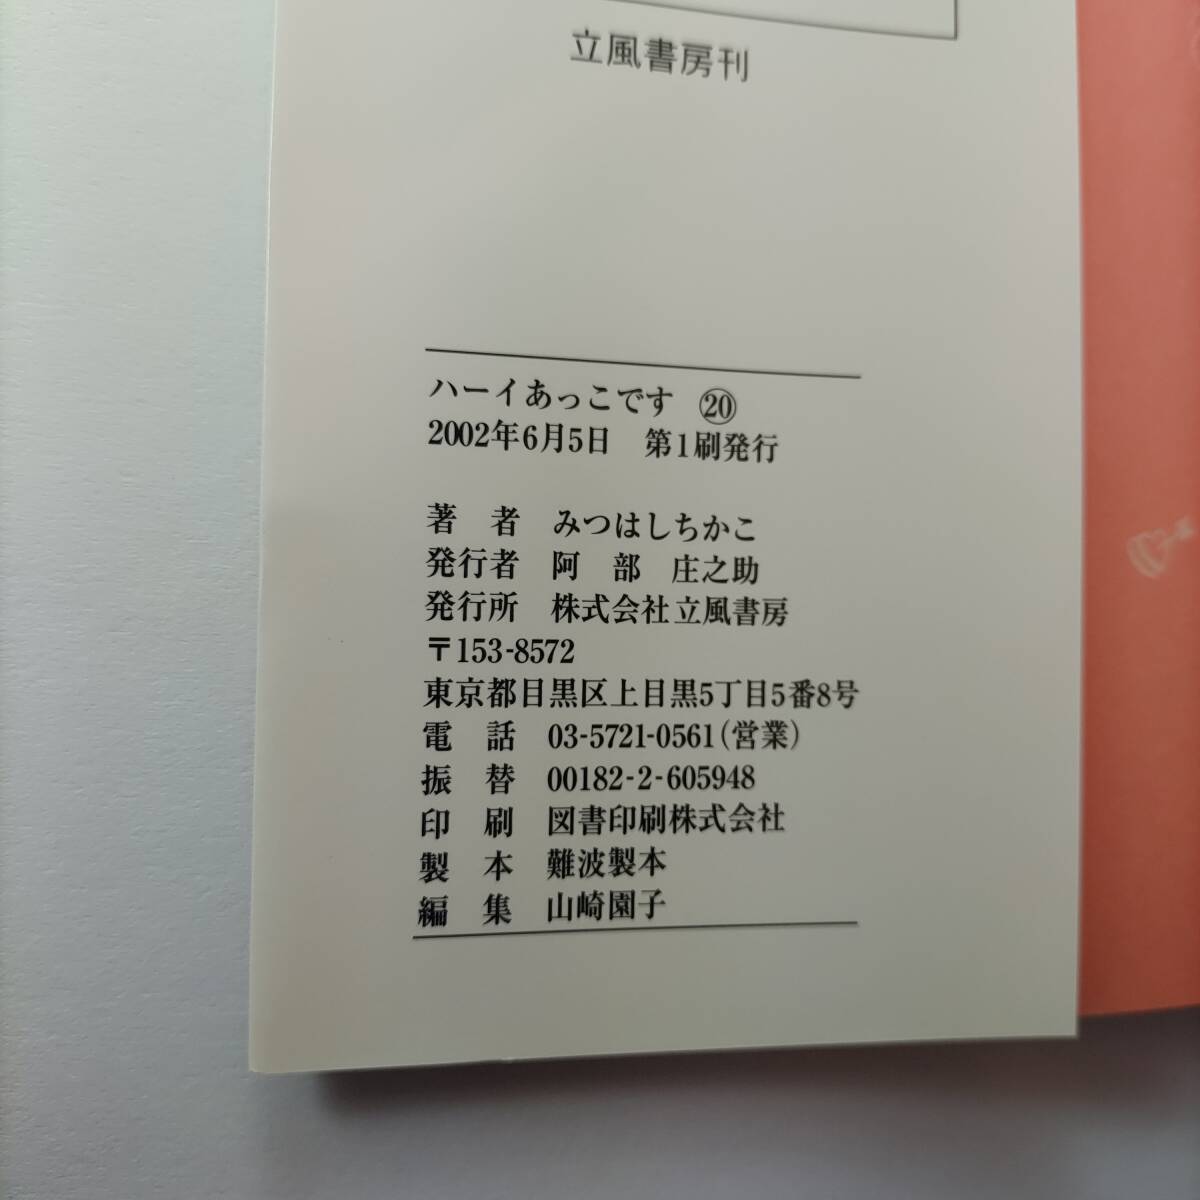 立風書房刊
ハーイあっこです ⑳
2002年6月5日 第1刷発行
著 者 みつはしちかこ
発行者 阿 部 庄之助
発行所 株式会社立風書房
〒153-8572
東京都目黒区上目黒5丁目5番8号
電 話 03-5721-0561(営業)
振 替 00182-2-605948
印 刷 図書印刷株式会社
製 本 難波製本
編 集 山崎園子